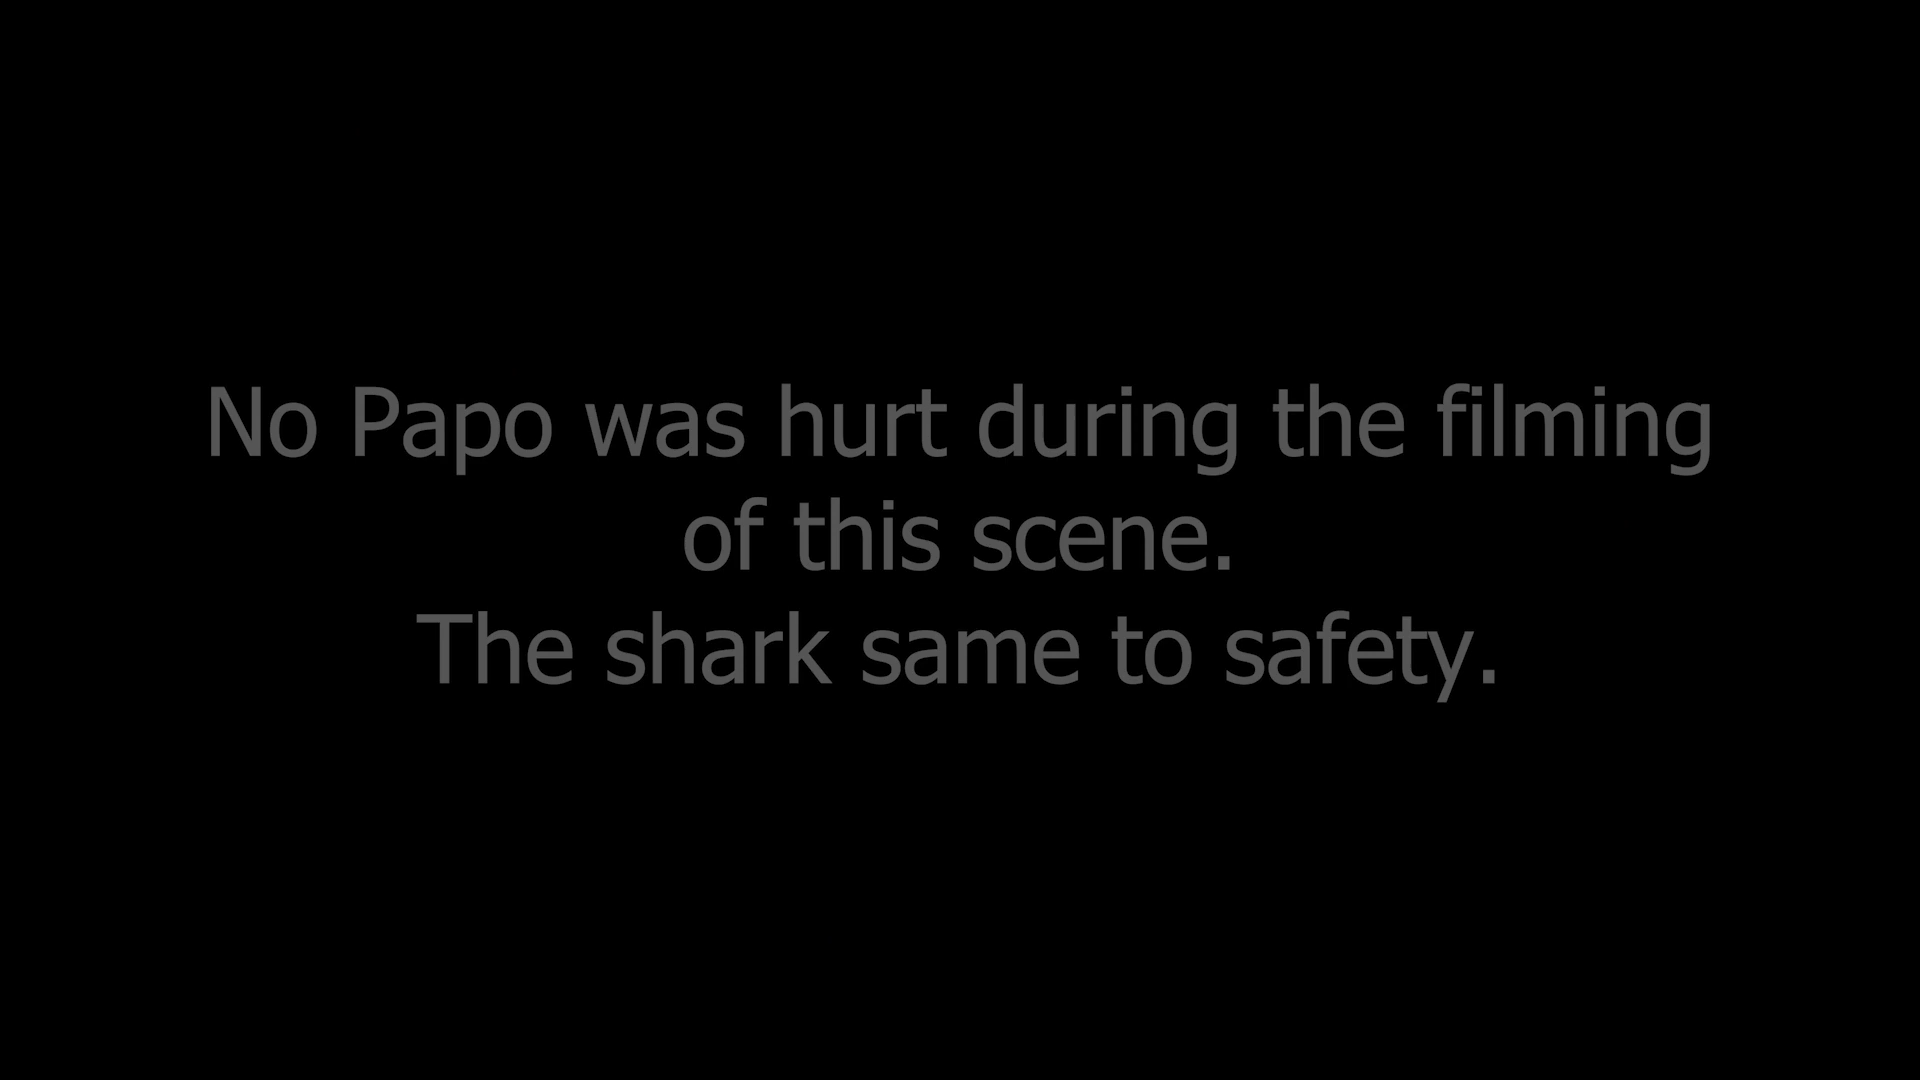 No Papo was hurt during the filming
of this scene.
The shark same to safety.